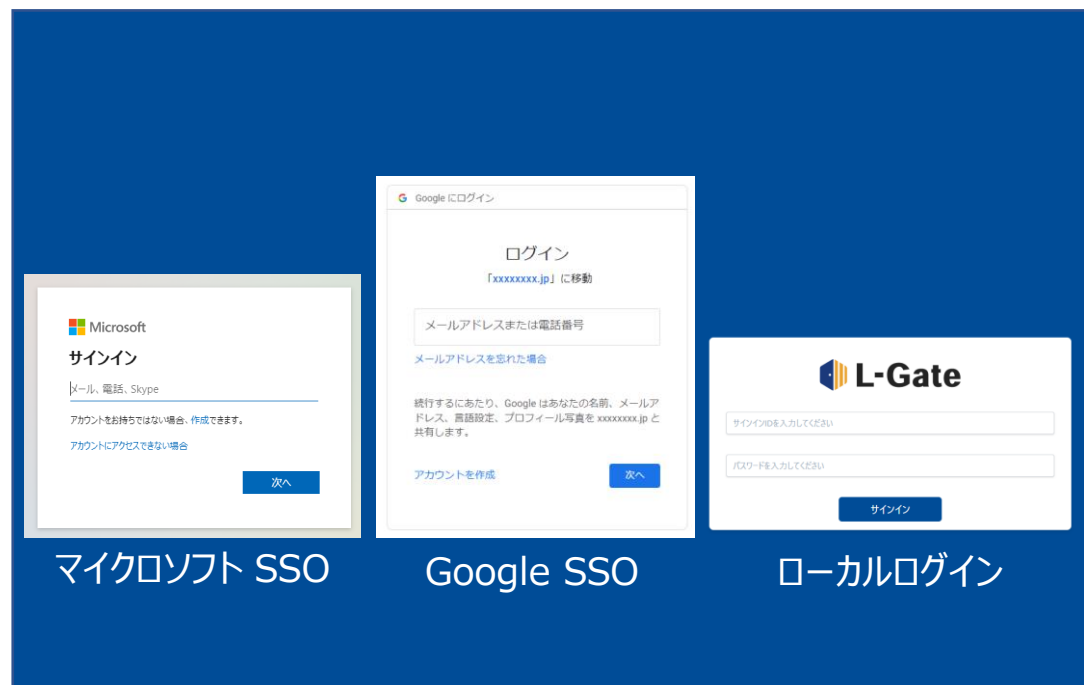 Microsoft
サインイン
メール、電話、Skype
アカウントをお持ちではない場合、作成できます。
アカウントにアクセスできない場合
次へ
マイクロソフト SSO
G Google にログイン
ログイン
「xxxxxxxx.jp」に移動
メールアドレスまたは電話番号
メールアドレスを忘れた場合
続行するにあたり、Google はあなたの名前、メールア
ドレス、言語設定、プロフィール写真を xxxxxxxx.jp と
共有します。
アカウントを作成
次へ
Google SSO
L-Gate
サインインIDを入力してください
パスワードを入力してください
サインイン
ローカルログイン